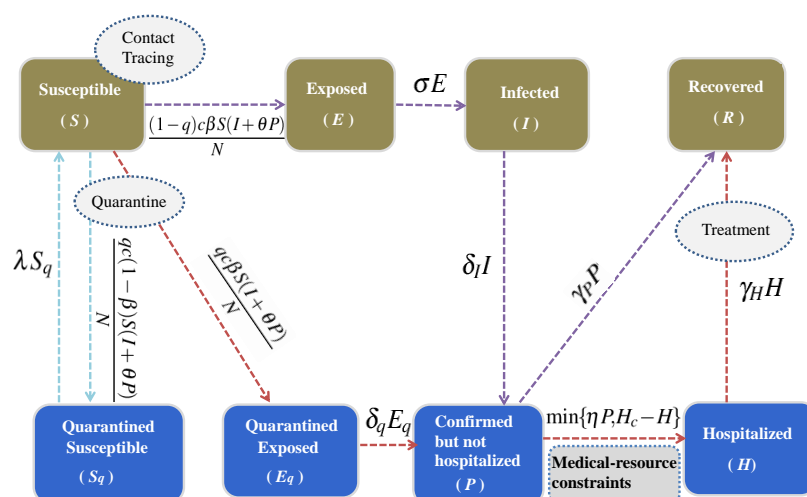 Contact
Tracing
Susceptible
(S)
Exposed
(E)
Infected
(I)
Recovered
(R)
σE
(1−q)cβS(I+θP)
N
Quarantine
Treatment
λS_q
qc(1−β)S(I+θP)
N
qcβS(I+θP)
N
δ_I I
γ_P P
γ_H H
Quarantined
Susceptible
(S_q)
Quarantined
Exposed
(E_q)
δ_q E_q
Confirmed
but not
hospitalized
(P)
min{ηP,H_c−H}
Medical-resource
constraints
Hospitalized
(H)